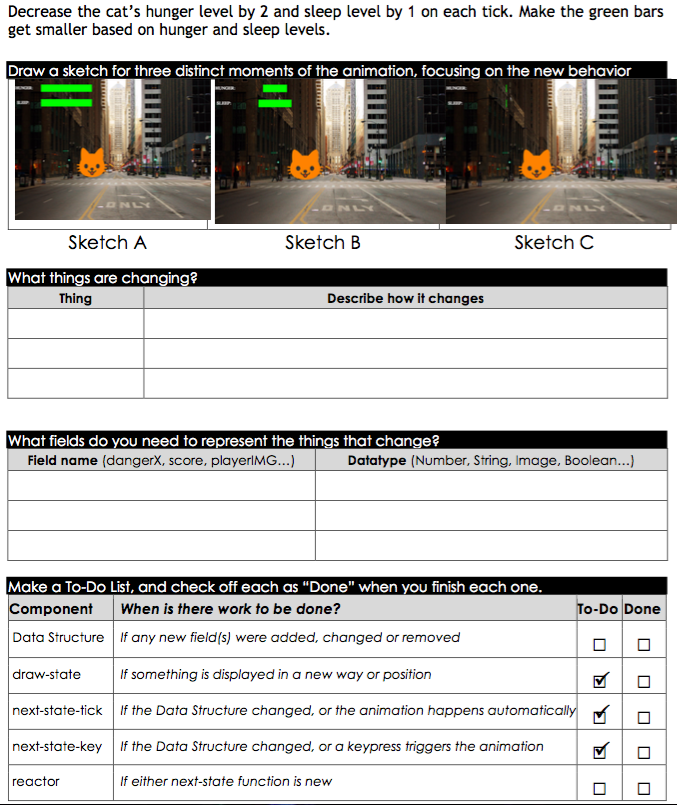 Decrease the cat's hunger level by 2 and sleep level by 1 on each tick. Make the green bars
get smaller based on hunger and sleep levels.
Draw a sketch for three distinct moments of the animation, focusing on the new behavior
HUNGER:
SLEEP:
ONLY
HUNGER:
SLEEP:
ONLY
HUNGER:
SLEEP:
ONLY
Sketch A
Sketch B
Sketch C
What things are changing?
Thing
Describe how it changes
What fields do you need to represent the things that change?
Field name (dangerX, score, playerIMG...)
Datatype (Number, String, Image, Boolean...)
Make a To-Do List, and check off each as “Done” when you finish each one.
Component When is there work to be done? To-Do Done
Data Structure If any new field(s) were added, changed or removed
draw-state If something is displayed in a new way or position
next-state-tick If the Data Structure changed, or the animation happens automatically
next-state-key If the Data Structure changed, or a keypress triggers the animation
reactor If either next-state function is new